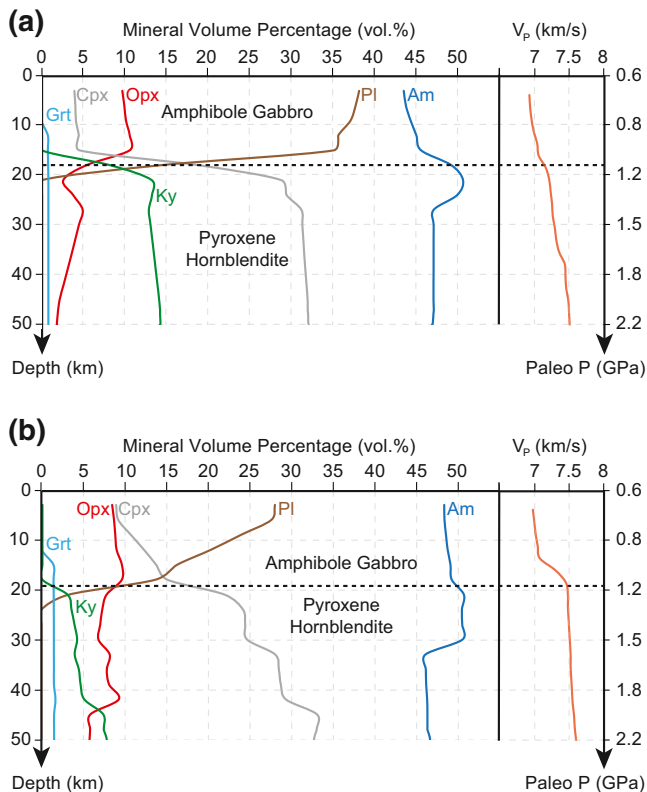 (a)
Mineral Volume Percentage (vol.%)
V_P (km/s)
0 5 10 15 20 25 30 35 40 45 50
7 7.5 8
0 10 20 30 40 50
0.6 0.8 1.2 1.5 1.8 2.2
Grt
Cpx
Opx
Amphibole Gabbro
Pl
Am
Ky
Pyroxene
Hornblendite
Depth (km)
Paleo P (GPa)
(b)
Mineral Volume Percentage (vol.%)
V_P (km/s)
0 5 10 15 20 25 30 35 40 45 50
7 7.5 8
0 10 20 30 40 50
0.6 0.8 1.2 1.5 1.8 2.2
Opx
Cpx
Pl
Am
Grt
Amphibole Gabbro
Ky
Pyroxene
Hornblendite
Depth (km)
Paleo P (GPa)